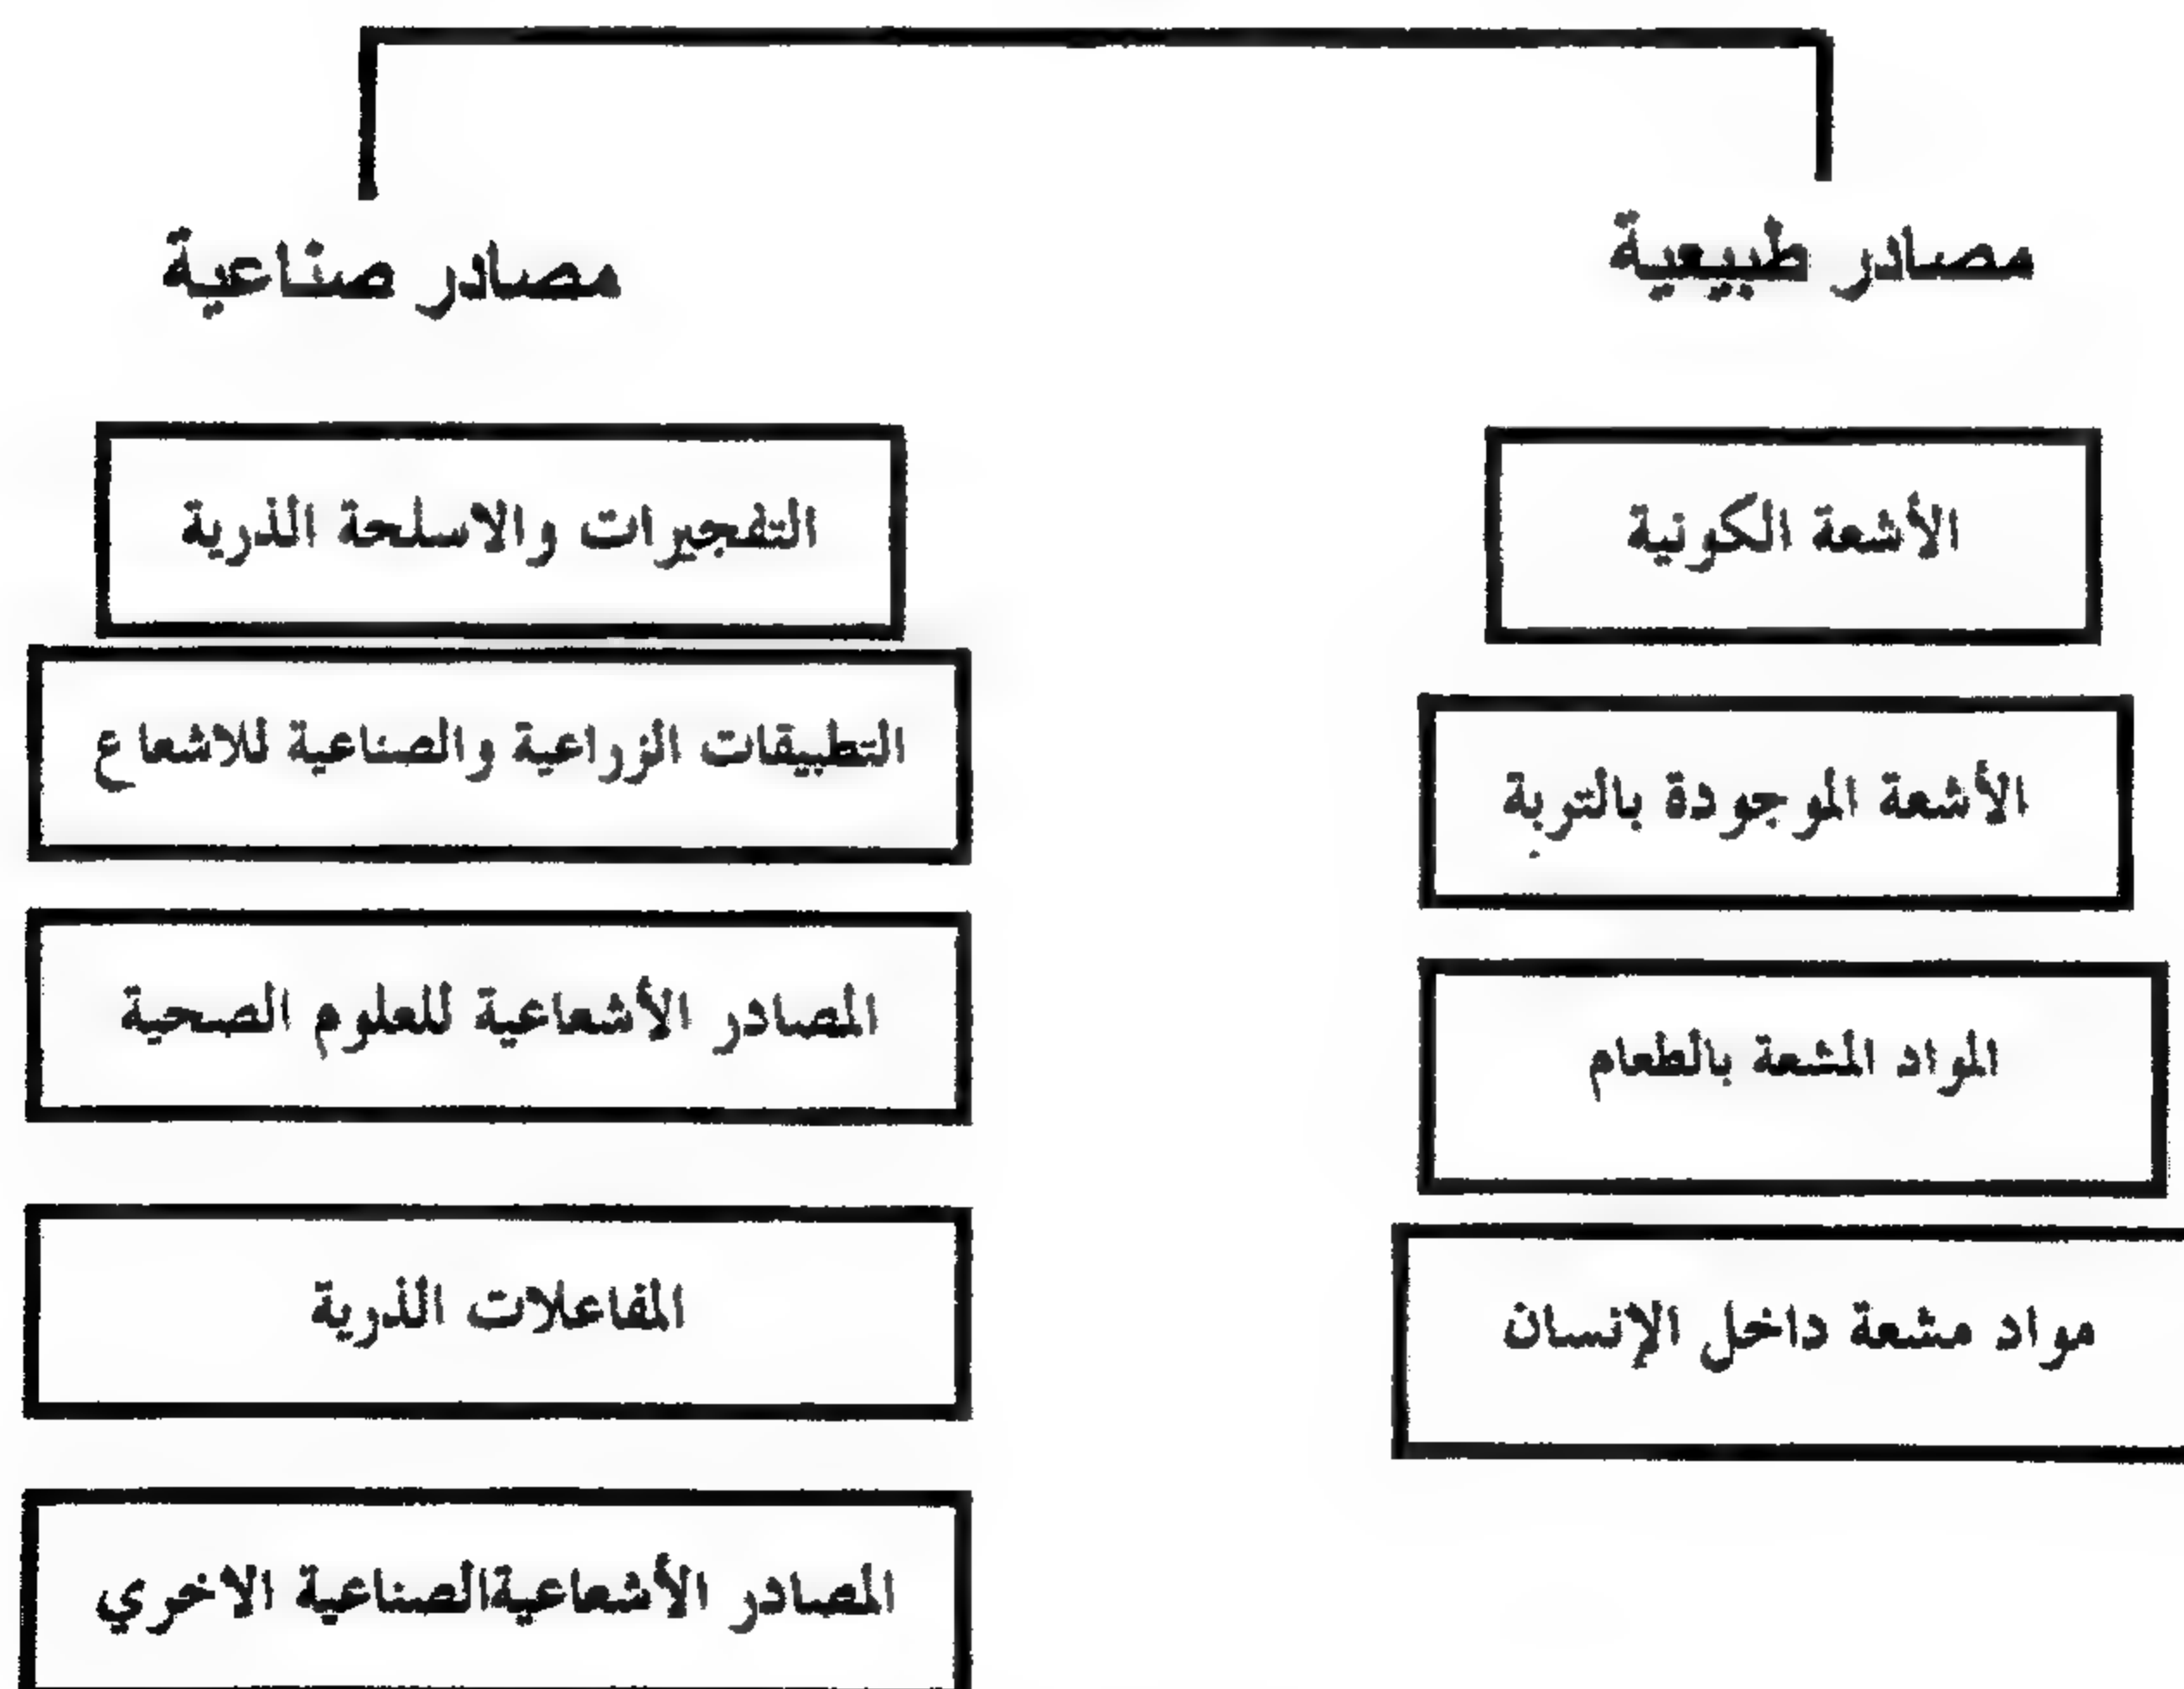 مصادر طبيعية
الأشعة الكونية
الأشعة الموجودة بالتربة
المواد المشعة بالطعام
مواد مشعة داخل الإنسان
مصادر صناعية
التفجيرات والاسلحة الذرية
التطبيقات الزراعية والصناعية للاشعاع
المصادر الأشعاعية للعلوم الصحية
المفاعلات الذرية
المصادر الأشعاعيةالصناعية الاخري